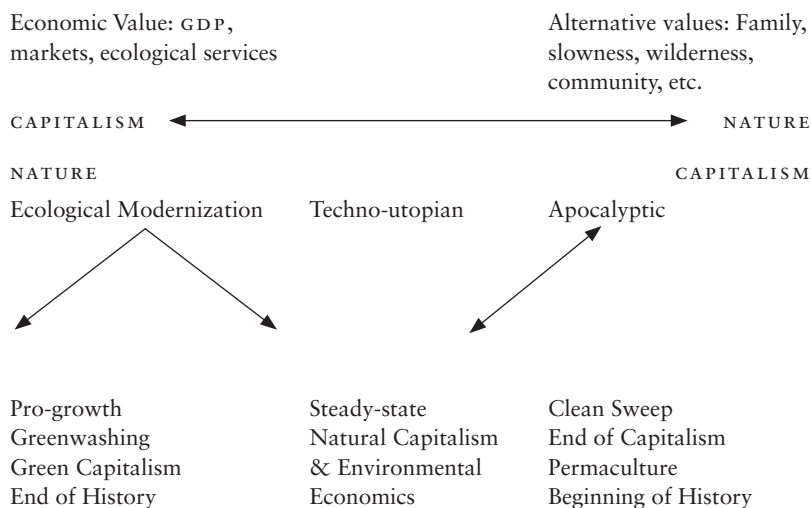 Economic Value: GDP,
markets, ecological services
Alternative values: Family,
slowness, wilderness,
community, etc.
CAPITALISM
NATURE
NATURE
CAPITALISM
Ecological Modernization
Techno-utopian
Apocalyptic
Pro-growth
Greenwashing
Green Capitalism
End of History
Steady-state
Natural Capitalism
& Environmental
Economics
Clean Sweep
End of Capitalism
Permaculture
Beginning of History